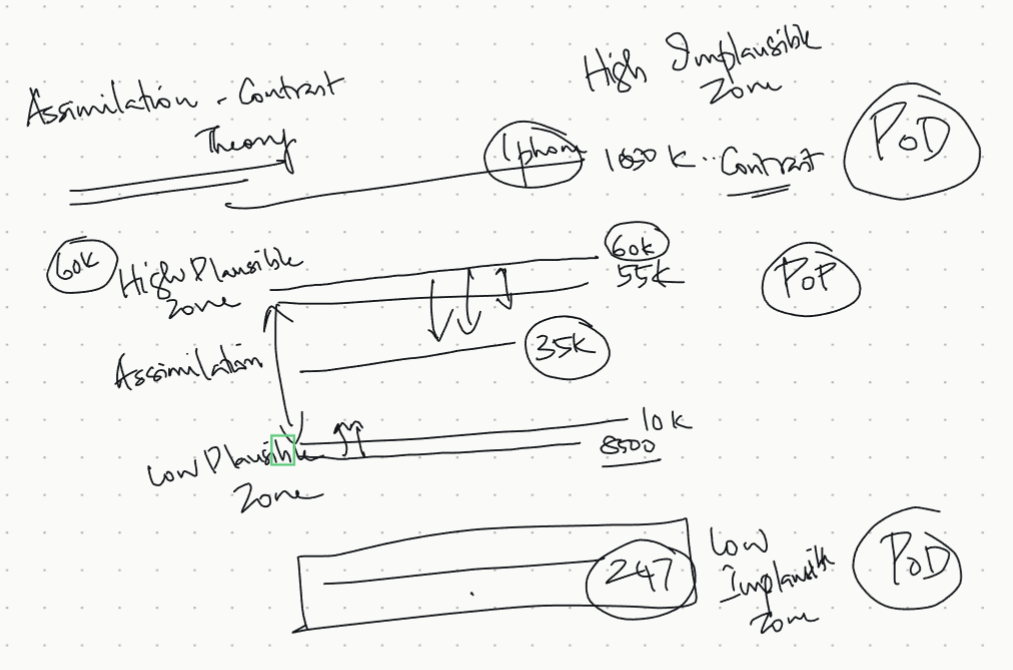 High Implausible
Zone
Assimilation - Contrast
Theory
Iphone
Contrast
PoD
60K
High Plausible
Zone
60K
55K
PoP
Assimilation
35K
10K
8500
Low Plausible
Zone
247
Low
Implausible
Zone
PoD